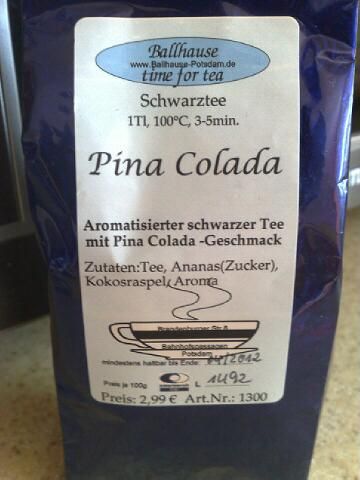 Ballhause
www.Ballhause-Potsdam.de
time for tea
Schwarztee
1Tl, 100°C, 3-5min.
Pina Colada
Aromatisierter schwarzer Tee
mit Pina Colada -Geschmack
Zutaten:Tee, Ananas(Zucker),
Kokosraspel, Aroma
Brandenburger Str.
Bahnhofspassagen
Potsdam
mindestens haltbar bis Ende: 04/2012
Preis je 100g L 1492
Preis: 2,99 € Art.Nr.: 1300